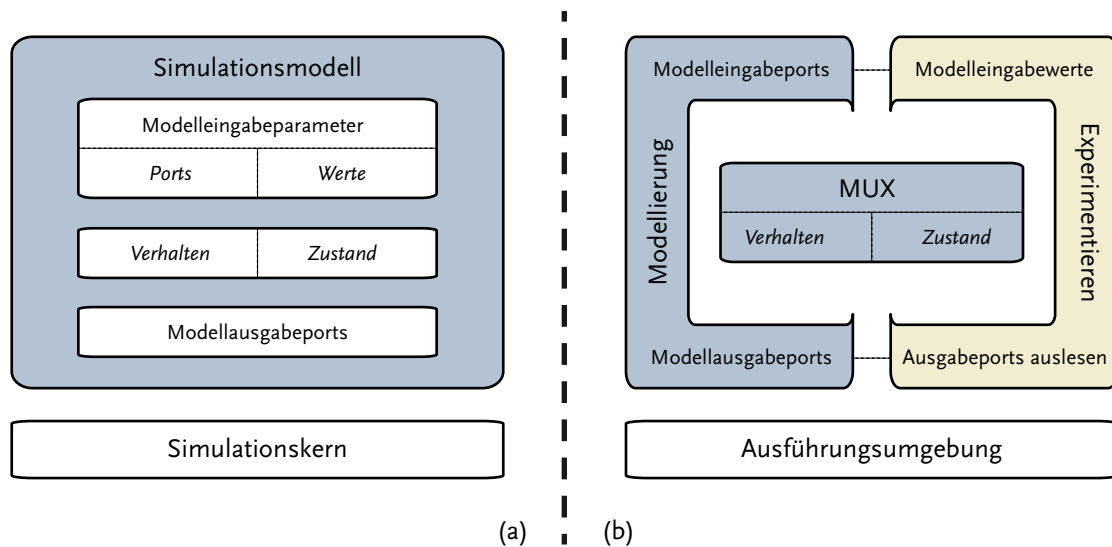 Simulationsmodell
Modelleingabeparameter
Ports Werte
Verhalten Zustand
Modellausgabeports
Simulationskern
(a)
Modelleingabeports Modelleingabewerte
Modellierung
Experimentieren
MUX
Verhalten Zustand
Modellausgabeports Ausgabeports auslesen
Ausführungsumgebung
(b)